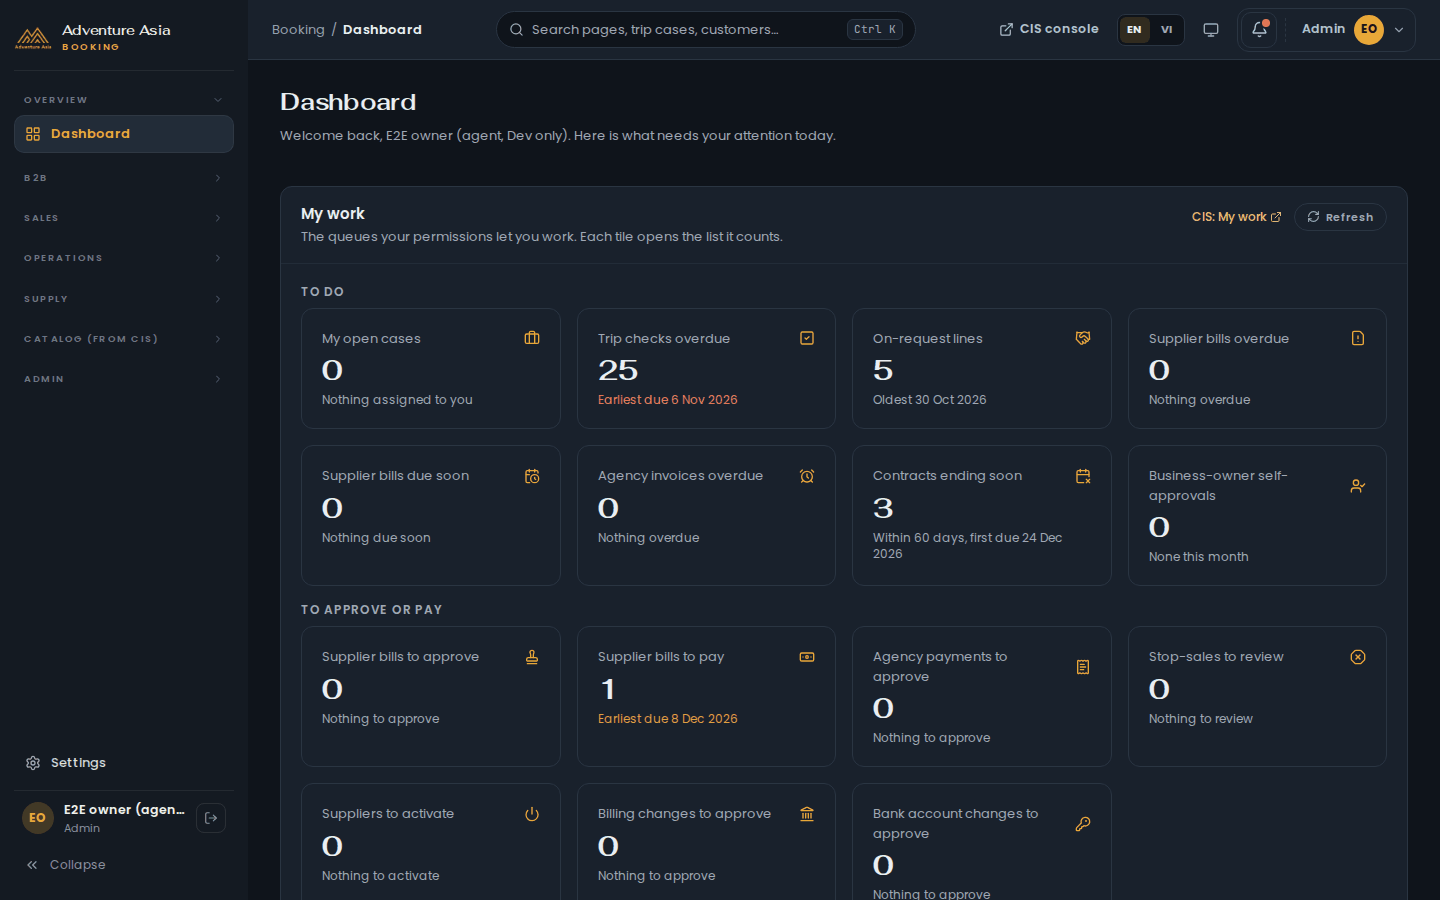 Adventure Asia
BOOKING
Adventure Asia
Booking / Dashboard
Search pages, trip cases, customers...
Ctrl K
CIS console
EN
VI
Admin
EO
OVERVIEW
Dashboard
B2B
SALES
OPERATIONS
SUPPLY
CATALOG (FROM CIS)
ADMIN
Settings
EO
E2E owner (agen...
Admin
Collapse
Dashboard
Welcome back, E2E owner (agent, Dev only). Here is what needs your attention today.
My work
The queues your permissions let you work. Each tile opens the list it counts.
CIS: My work
Refresh
TO DO
My open cases
0
Nothing assigned to you
Trip checks overdue
25
Earliest due 6 Nov 2026
On-request lines
5
Oldest 30 Oct 2026
Supplier bills overdue
0
Nothing overdue
Supplier bills due soon
0
Nothing due soon
Agency invoices overdue
0
Nothing overdue
Contracts ending soon
3
Within 60 days, first due 24 Dec
2026
Business-owner self-
approvals
0
None this month
TO APPROVE OR PAY
Supplier bills to approve
0
Nothing to approve
Supplier bills to pay
1
Earliest due 8 Dec 2026
Agency payments to
approve
0
Nothing to approve
Stop-sales to review
0
Nothing to review
Suppliers to activate
0
Nothing to activate
Billing changes to approve
0
Nothing to approve
Bank account changes to
approve
0
Nothing to approve